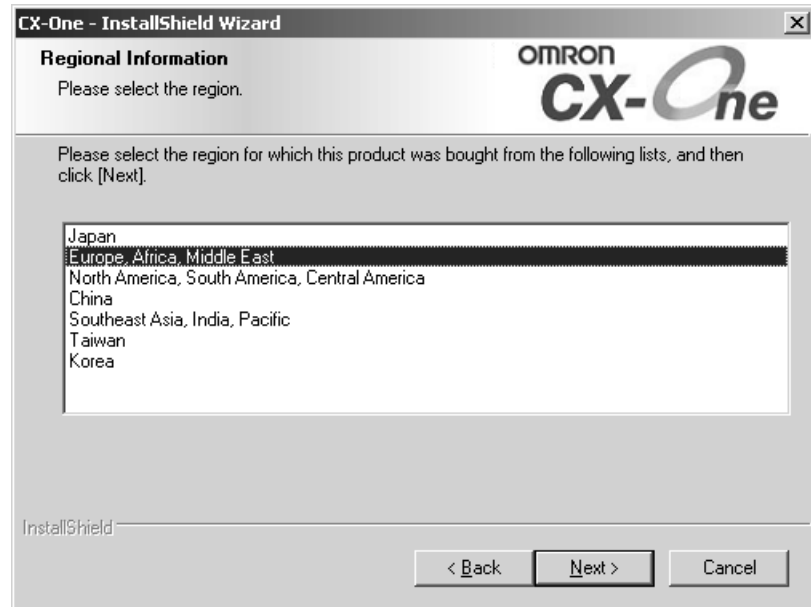 CX-One - InstallShield Wizard
Regional Information
Please select the region.
OMRON
CX-One
Please select the region for which this product was bought from the following lists, and then
click [Next].
Japan
Europe, Africa, Middle East
North America, South America, Central America
China
Southeast Asia, India, Pacific
Taiwan
Korea
InstallShield
< Back
Next >
Cancel